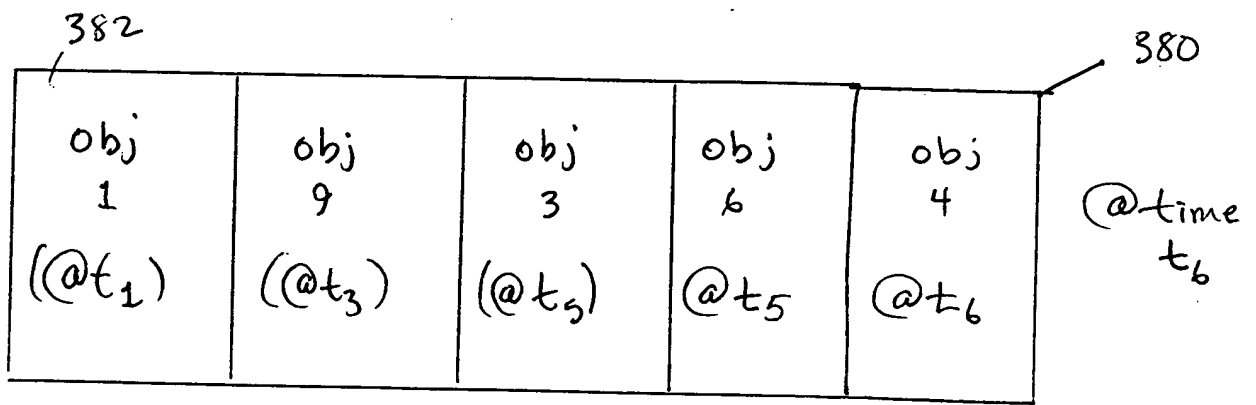 382
380
obj
1
(@t₁)
obj
9
(@t₃)
obj
3
(@t₅)
obj
6
@t₅
obj
4
@t₆
@time
t₆